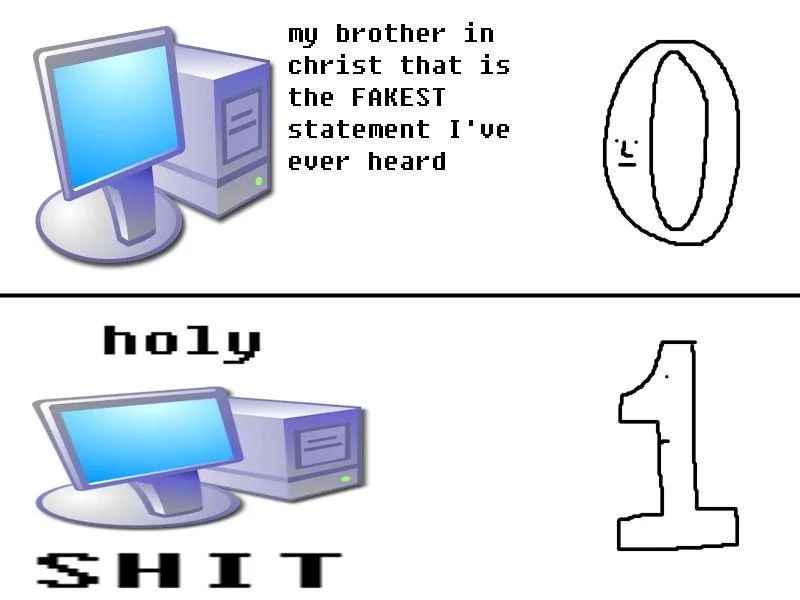 my brother in
christ that is
the FAKEST
statement I've
ever heard
0
holy
SHIT
1